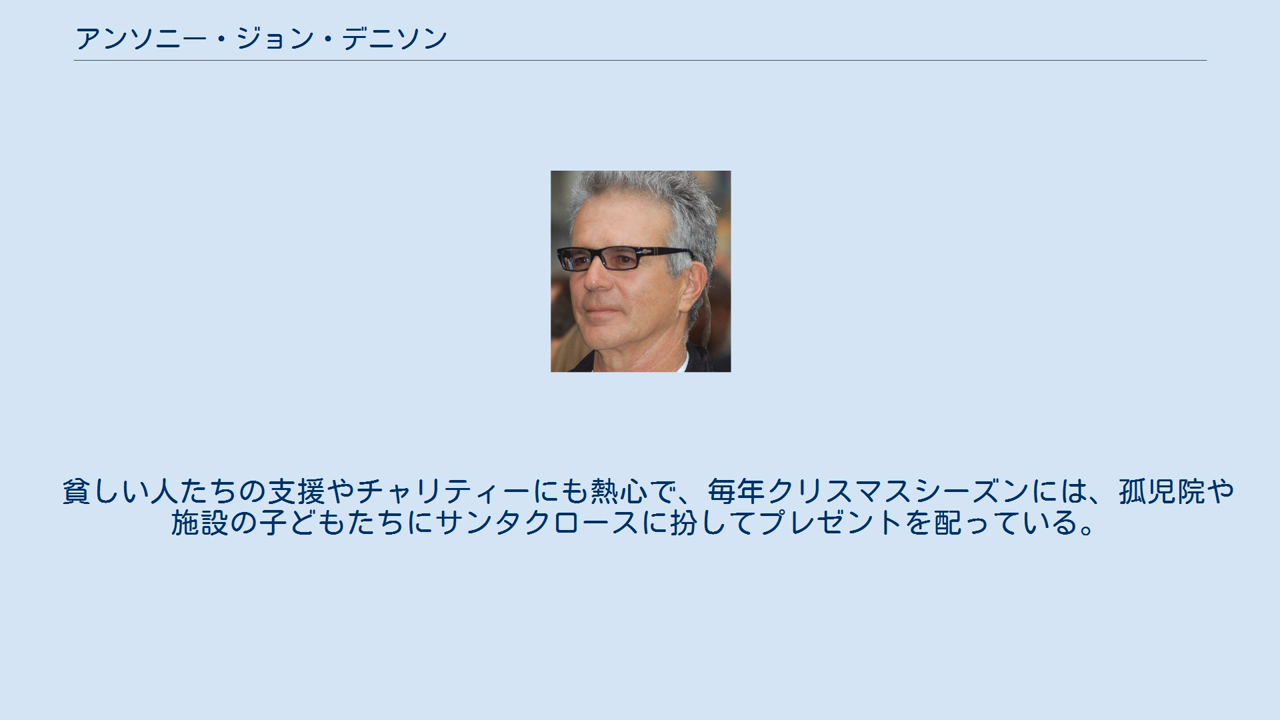 アンソニー・ジョン・デニソン
貧しい人たちの支援やチャリティーにも熱心で、毎年クリスマスシーズンには、孤児院や
施設の子どもたちにサンタクロースに扮してプレゼントを配っている。